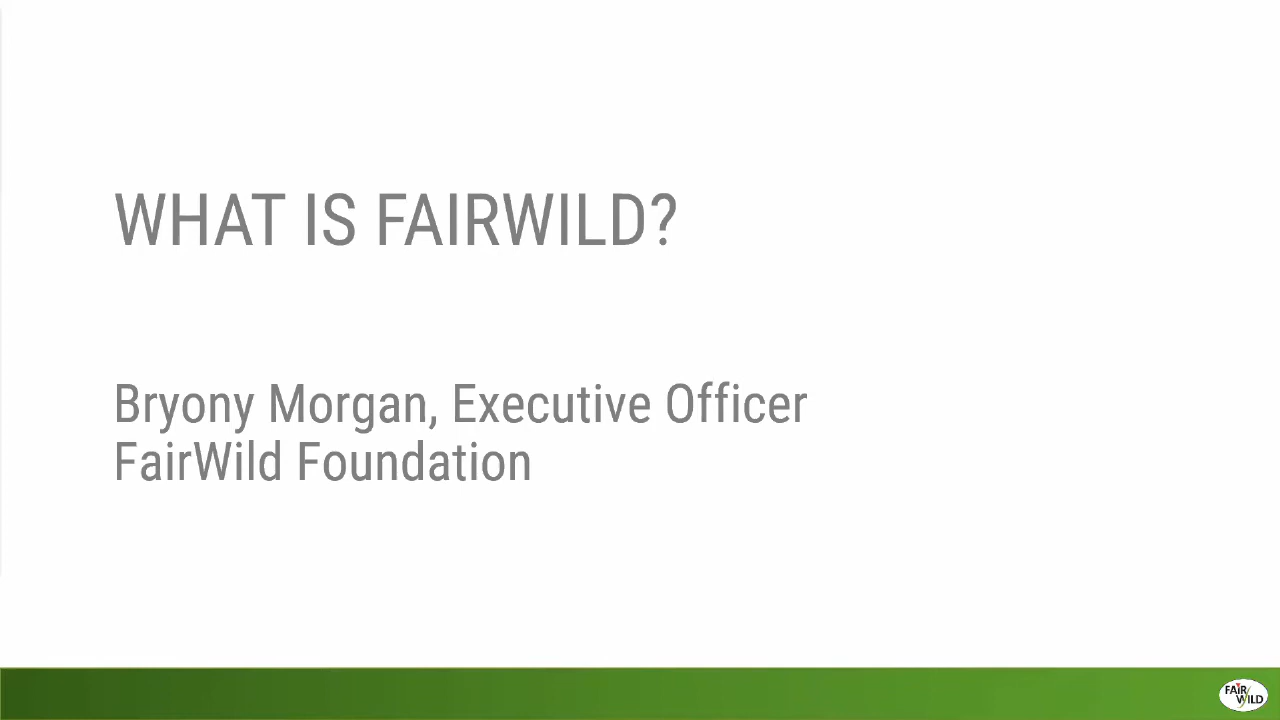 WHAT IS FAIRWILD?
Bryony Morgan, Executive Officer
FairWild Foundation
FAIR
WILD